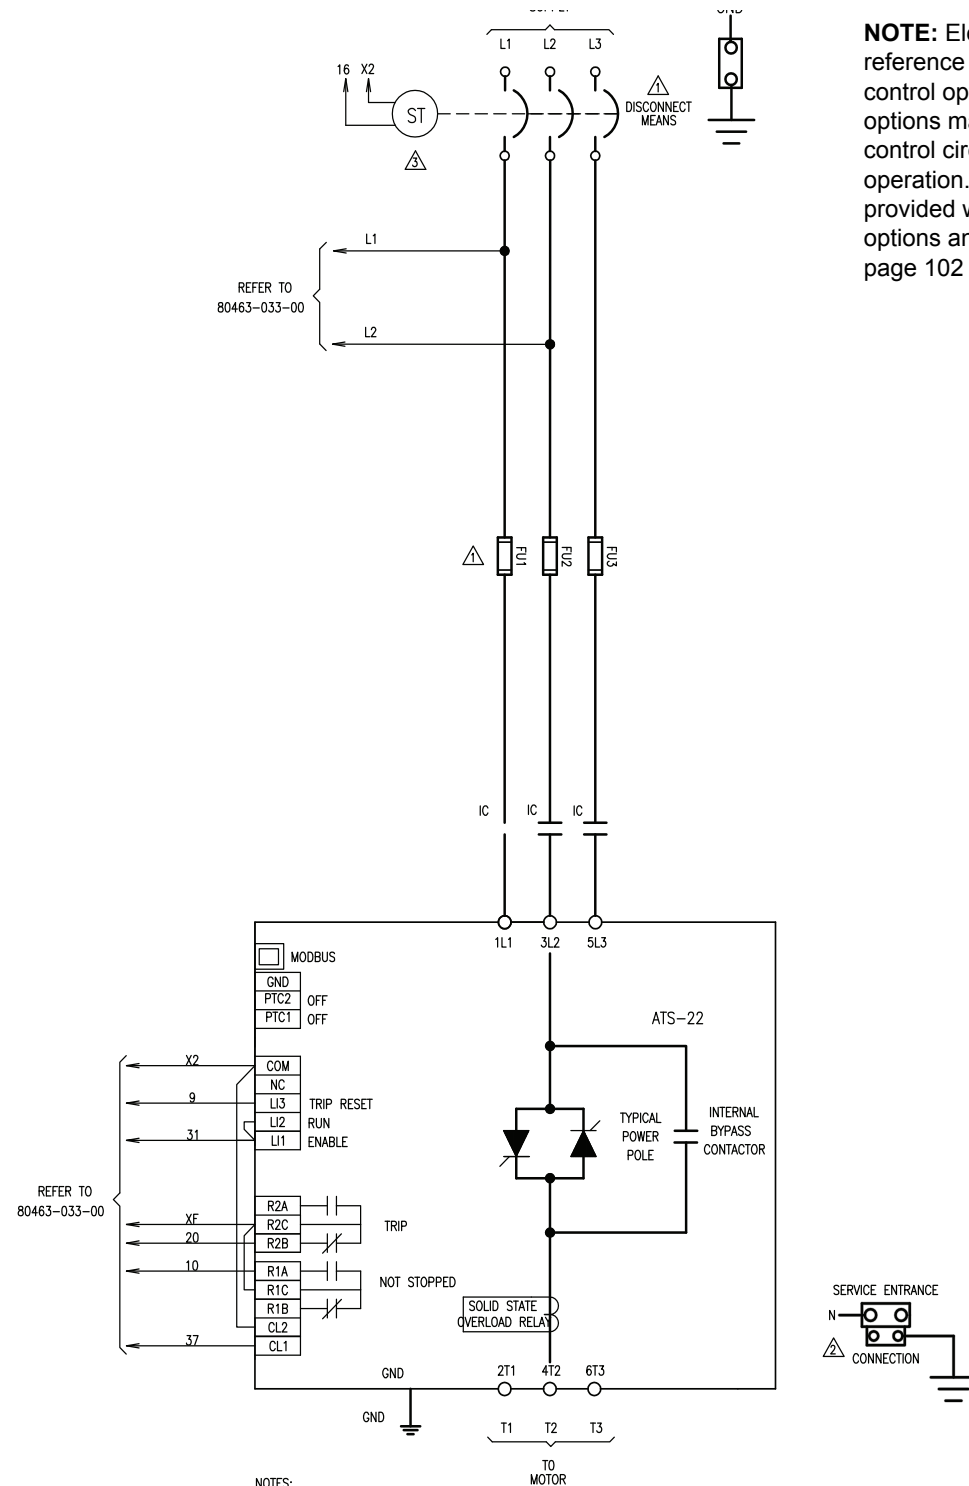 L1 L2 L3
16 X2
ST
3
1
DISCONNECT
MEANS
NOTE:
reference
control
options
control
operation.
provided
options
page 102
L1
REFER TO
80463-033-00
L2
1
FU1
FU2
FU3
IC IC IC
1L1 3L2 5L3
MODBUS
GND
PTC2 OFF
PTC1 OFF
ATS-22
X2 COM
NC
9 LI3 TRIP RESET
LI2 RUN
31 LI1 ENABLE
TYPICAL
POWER
POLE
INTERNAL
BYPASS
CONTACTOR
REFER TO
80463-033-00
R2A
XF R2C TRIP
20 R2B
10 R1A
R1C NOT STOPPED
R1B
CL2
37 CL1
SOLID STATE
OVERLOAD RELAY
SERVICE ENTRANCE
N
2
CONNECTION
GND
2T1 4T2 6T3
GND
T1 T2 T3
TO
MOTOR
NOTES: